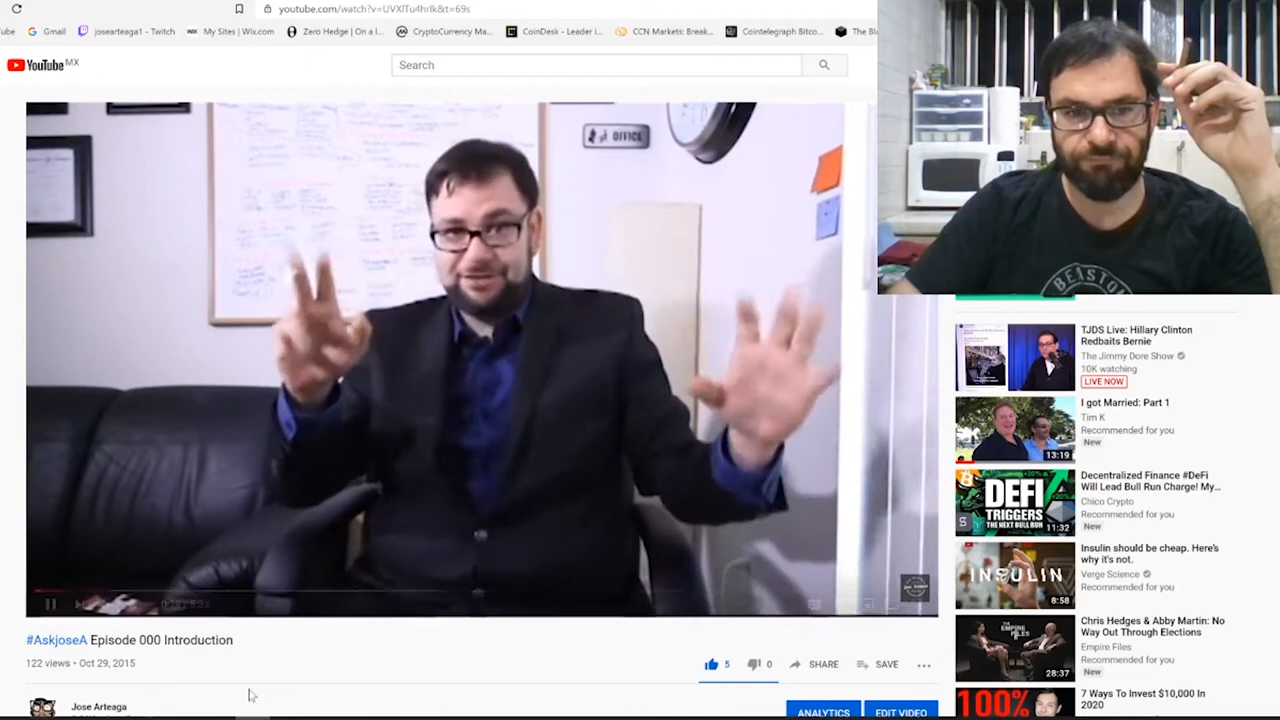 youtube.com/watch?v=UVXlTu4hrIk&t=69s
ube
Gmail
josearteaga1 - Twitch
My Sites | Wix.com
Zero Hedge | On a l...
CryptoCurrency Ma...
CoinDesk - Leader i...
CCN Markets: Break...
Cointelegraph Bitco...
The Bl
YouTube MX
Search
OFFICE
BEISTON
TJDS Live: Hillary Clinton
Redbaits Bernie
The Jimmy Dore Show
10K watching
LIVE NOW
I got Married: Part 1
Tim K
Recommended for you
New
13:19
DEFI
TRIGGERS
THE NEXT BULL RUN
11:32
Decentralized Finance #DeFi
Will Lead Bull Run Charge! My...
Chico Crypto
Recommended for you
New
INSULIN
8:58
Insulin should be cheap. Here's
why it's not.
Verge Science
Recommended for you
THE
EMPIRE
FILES
28:37
Chris Hedges & Abby Martin: No
Way Out Through Elections
Empire Files
Recommended for you
New
100%
7 Ways To Invest $10,000 In
2020
#AskjoseA Episode 000 Introduction
122 views • Oct 29, 2015
5
0
SHARE
SAVE
Jose Arteaga
ANALYTICS
EDIT VIDEO